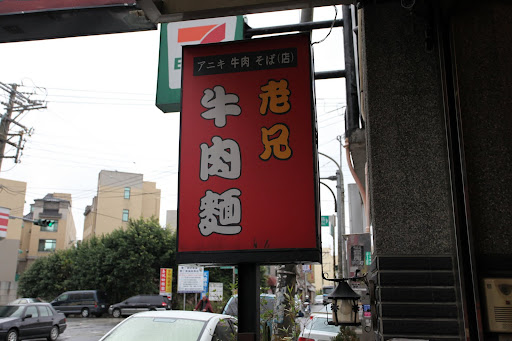 アニキ 牛肉 そば(店)
老兄
牛肉麵